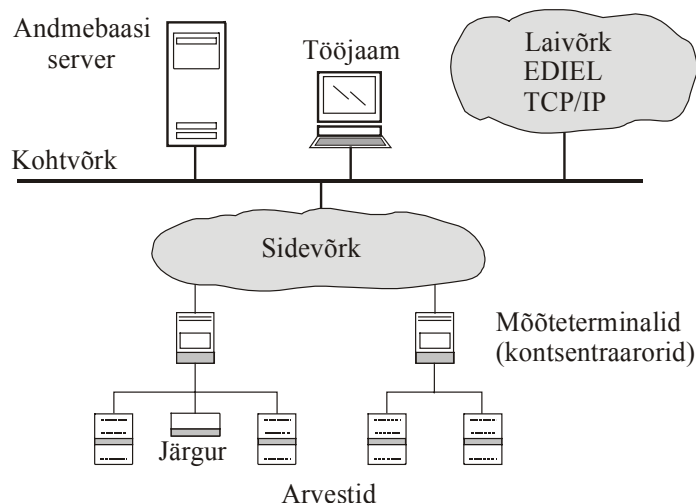 Andmebaasi
server
Tööjaam
Laivõrk
EDIEL
TCP/IP
Kohtvõrk
Sidevõrk
Mõõteterminalid
(kontsentraarorid)
Järgur
Arvestid